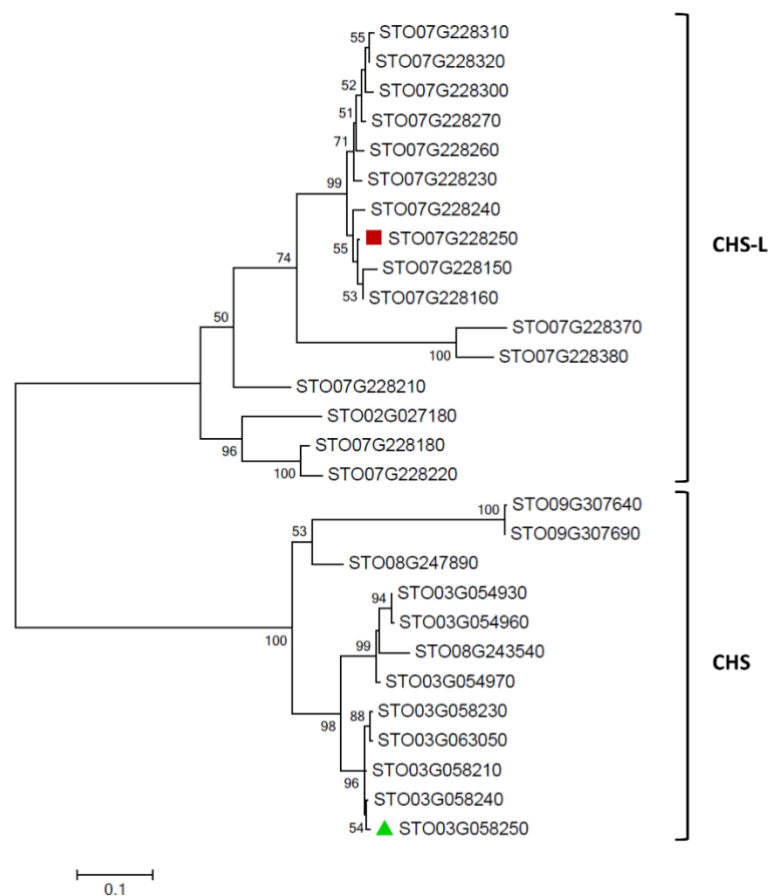 55
STO07G228310
STO07G228320
52
STO07G228300
51
STO07G228270
71
STO07G228260
STO07G228230
99
STO07G228240
STO07G228250
55
CHS-L
74
STO07G228150
53
STO07G228160
50
STO07G228370
100
STO07G228380
STO07G228210
STO02G027180
96
STO07G228180
100
STO07G228220
100
STO09G307640
STO09G307690
53
STO08G247890
94
STO03G054930
STO03G054960
100
99
STO08G243540
CHS
STO03G054970
98
88
STO03G058230
STO03G063050
STO03G058210
96
STO03G058240
54
STO03G058250
0.1